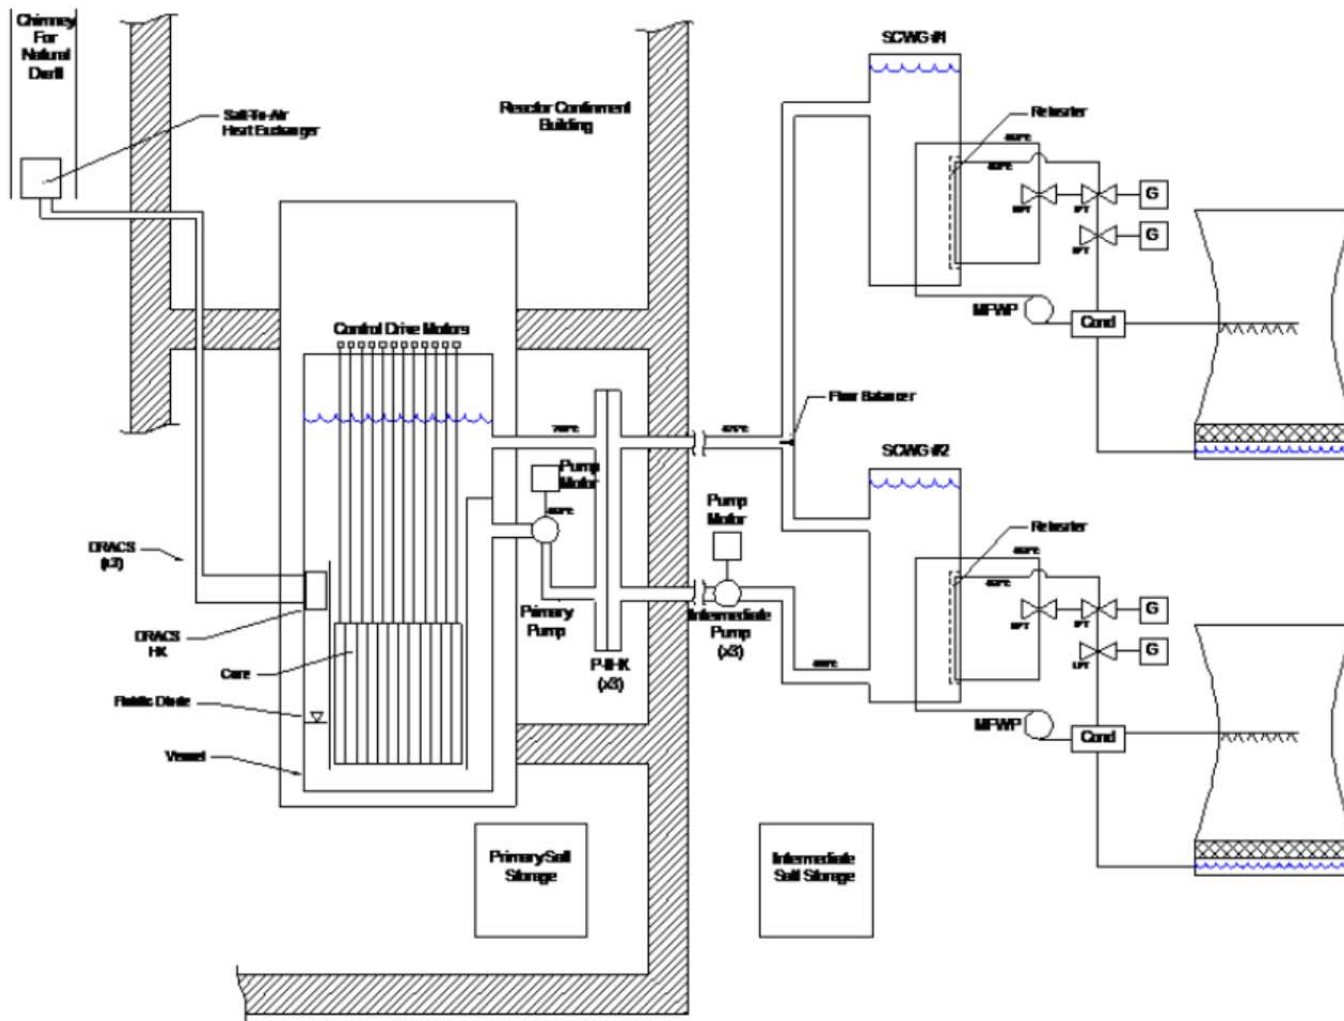 Chimney
For
Natural
Salt-To-Air
Heat Exchanger
Reactor Confinment
Building
Control Drive Motors
DRACS
(x3)
DRACS
HX
Core
Fluidic Diode
Vessel
Pump
Motor
Primary
Pump
P-IHX
(x3)
Primary Salt
Storage
Pump
Motor
Intermediate
Pump
(x3)
Intermediate
Salt Storage
Flow Balancer
SCWG #1
Reheater
G
G
MFWP
Cond
SCWG #2
Reheater
G
G
MFWP
Cond